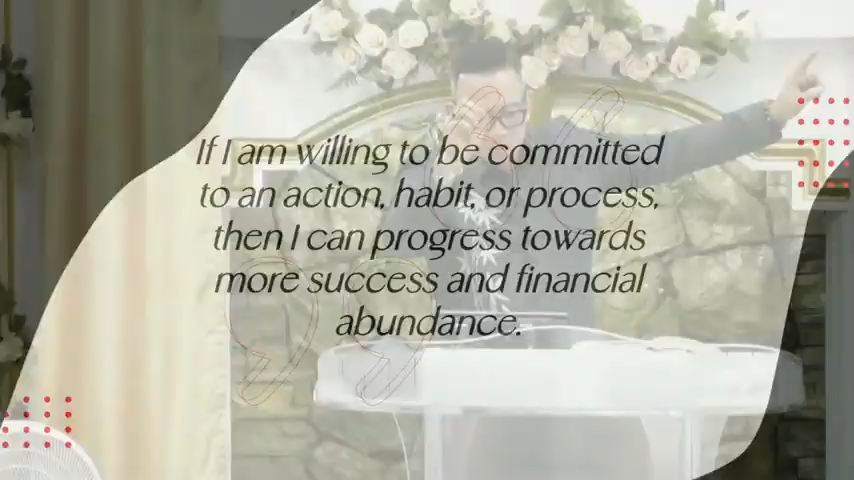 If I am willing to be committed
to an action, habit, or process,
then I can progress towards
more success and financial
abundance.